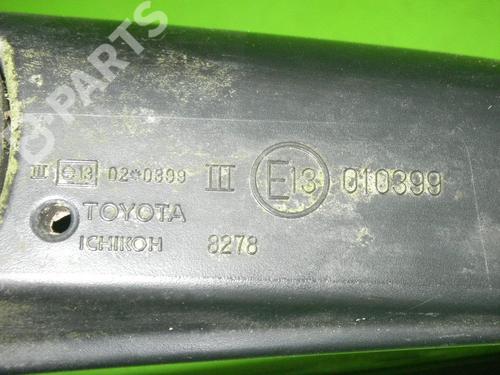 III e13 02*0399 III E13 010399
TOYOTA
ICHIKOH 8278
PARTS